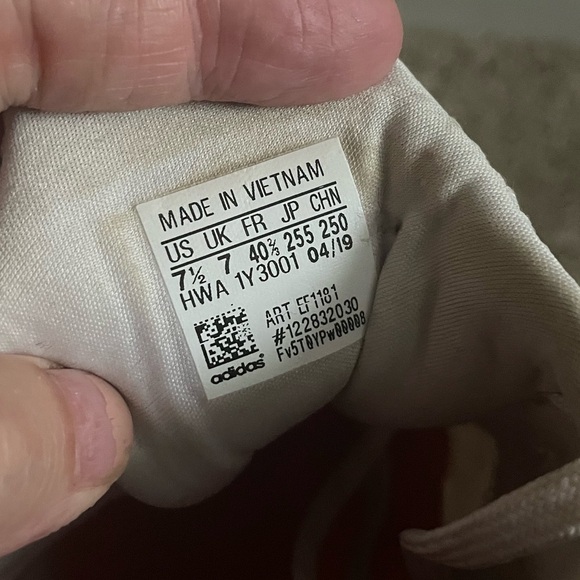 MADE IN VIETNAM
US UK FR JP CHN
7½ 7 40⅔ 255 250
HWA 1Y3001 04/19
ART EF1181
#122832030
Fv5T0YPw00008
adidas®